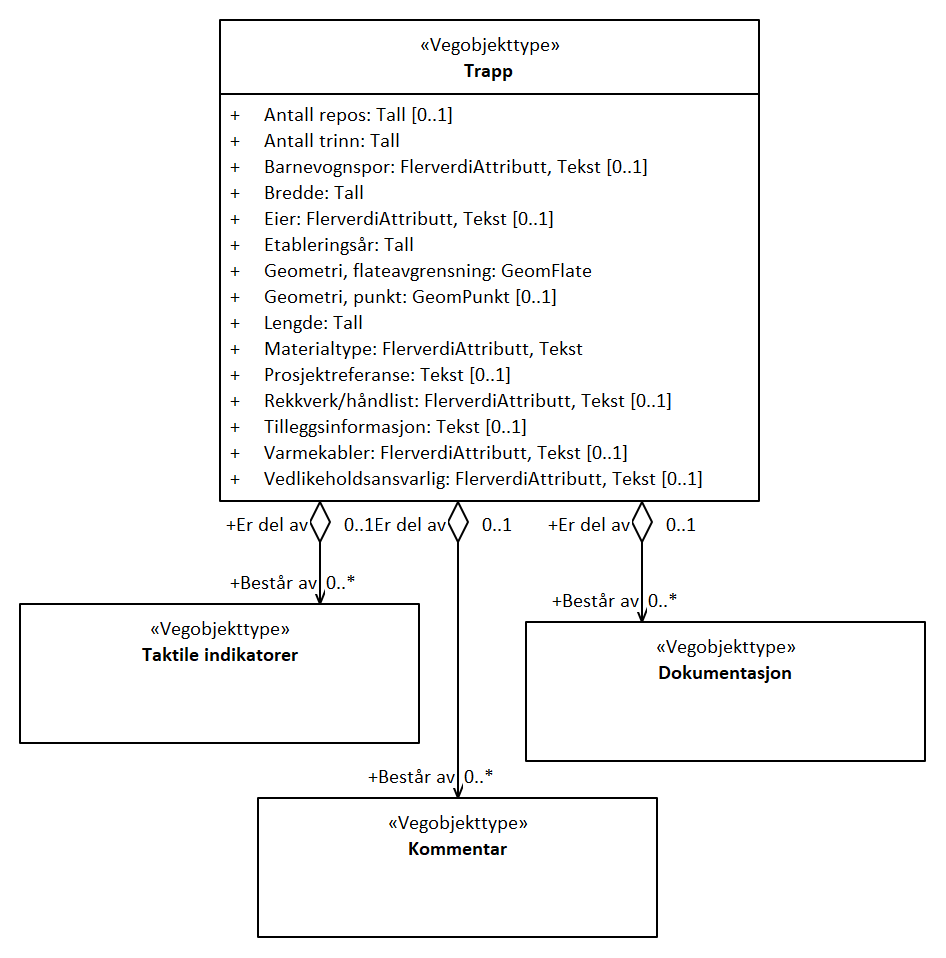 «Vegobjekttype»
Trapp
+ Antall repos: Tall [0..1]
+ Antall trinn: Tall
+ Barnevognspor: FlerverdiAttributt, Tekst [0..1]
+ Bredde: Tall
+ Eier: FlerverdiAttributt, Tekst [0..1]
+ Etableringsår: Tall
+ Geometri, flateavgrensning: GeomFlate
+ Geometri, punkt: GeomPunkt [0..1]
+ Lengde: Tall
+ Materialtype: FlerverdiAttributt, Tekst
+ Prosjektreferanse: Tekst [0..1]
+ Rekkverk/håndlist: FlerverdiAttributt, Tekst [0..1]
+ Tilleggsinformasjon: Tekst [0..1]
+ Varmekabler: FlerverdiAttributt, Tekst [0..1]
+ Vedlikeholdsansvarlig: FlerverdiAttributt, Tekst [0..1]
+Er del av 0..1 Er del av 0..1 +Er del av 0..1
+Består av 0..*
+Består av 0..*
«Vegobjekttype»
Taktile indikatorer
«Vegobjekttype»
Dokumentasjon
+Består av 0..*
«Vegobjekttype»
Kommentar